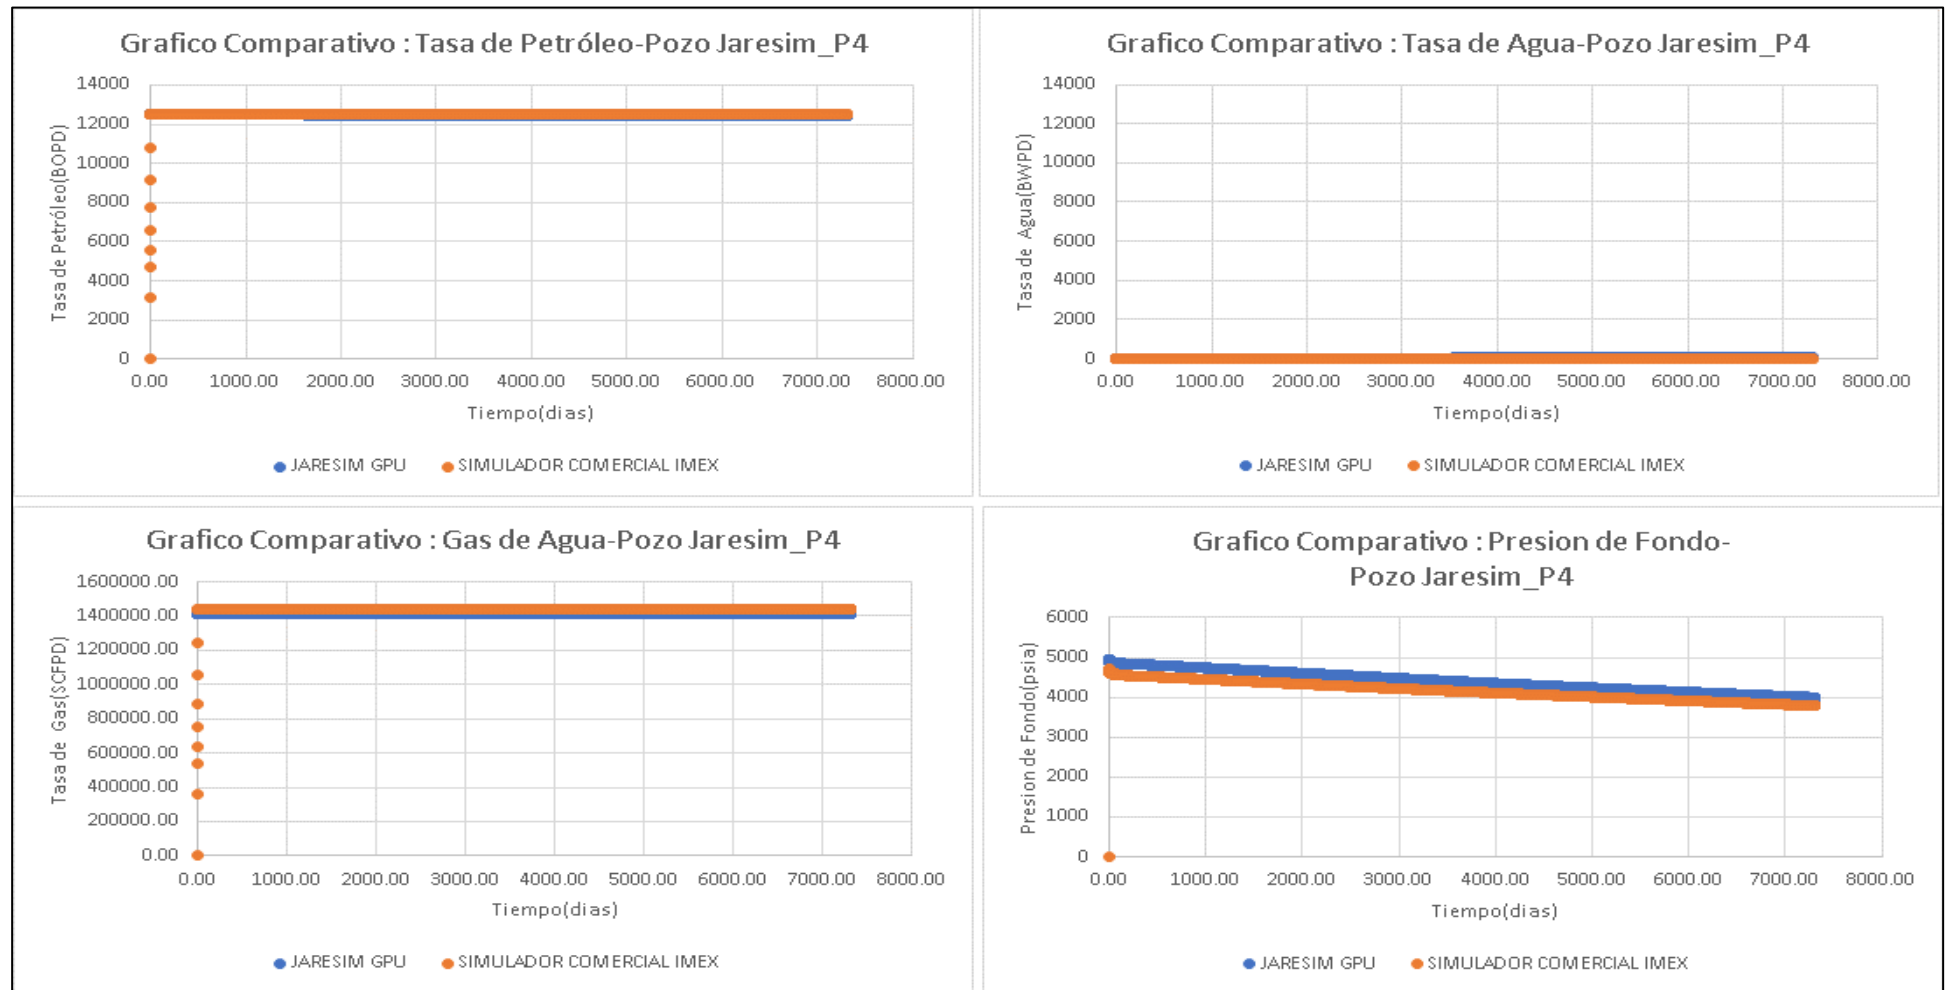 Grafico Comparativo : Tasa de Petróleo-Pozo Jaresim_P4
14000
12000
10000
8000
6000
4000
2000
0
Tasa de Petróleo(BOPD)
0.00 1000.00 2000.00 3000.00 4000.00 5000.00 6000.00 7000.00 8000.00
Tiempo(dias)
JARESIM GPU SIMULADOR COMERCIAL IMEX
Grafico Comparativo : Tasa de Agua-Pozo Jaresim_P4
14000
12000
10000
8000
6000
4000
2000
0
Tasa de Agua(BWPD)
0.00 1000.00 2000.00 3000.00 4000.00 5000.00 6000.00 7000.00 8000.00
Tiempo(dias)
JARESIM GPU SIMULADOR COMERCIAL IMEX
Grafico Comparativo : Gas de Agua-Pozo Jaresim_P4
1600000.00
1400000.00
1200000.00
1000000.00
800000.00
600000.00
400000.00
200000.00
0.00
Tasa de Gas(SCFPD)
0.00 1000.00 2000.00 3000.00 4000.00 5000.00 6000.00 7000.00 8000.00
Tiempo(dias)
JARESIM GPU SIMULADOR COMERCIAL IMEX
Grafico Comparativo : Presion de Fondo-
Pozo Jaresim_P4
6000
5000
4000
3000
2000
1000
0
Presion de Fondo(psia)
0.00 1000.00 2000.00 3000.00 4000.00 5000.00 6000.00 7000.00 8000.00
Tiempo(dias)
JARESIM GPU SIMULADOR COMERCIAL IMEX